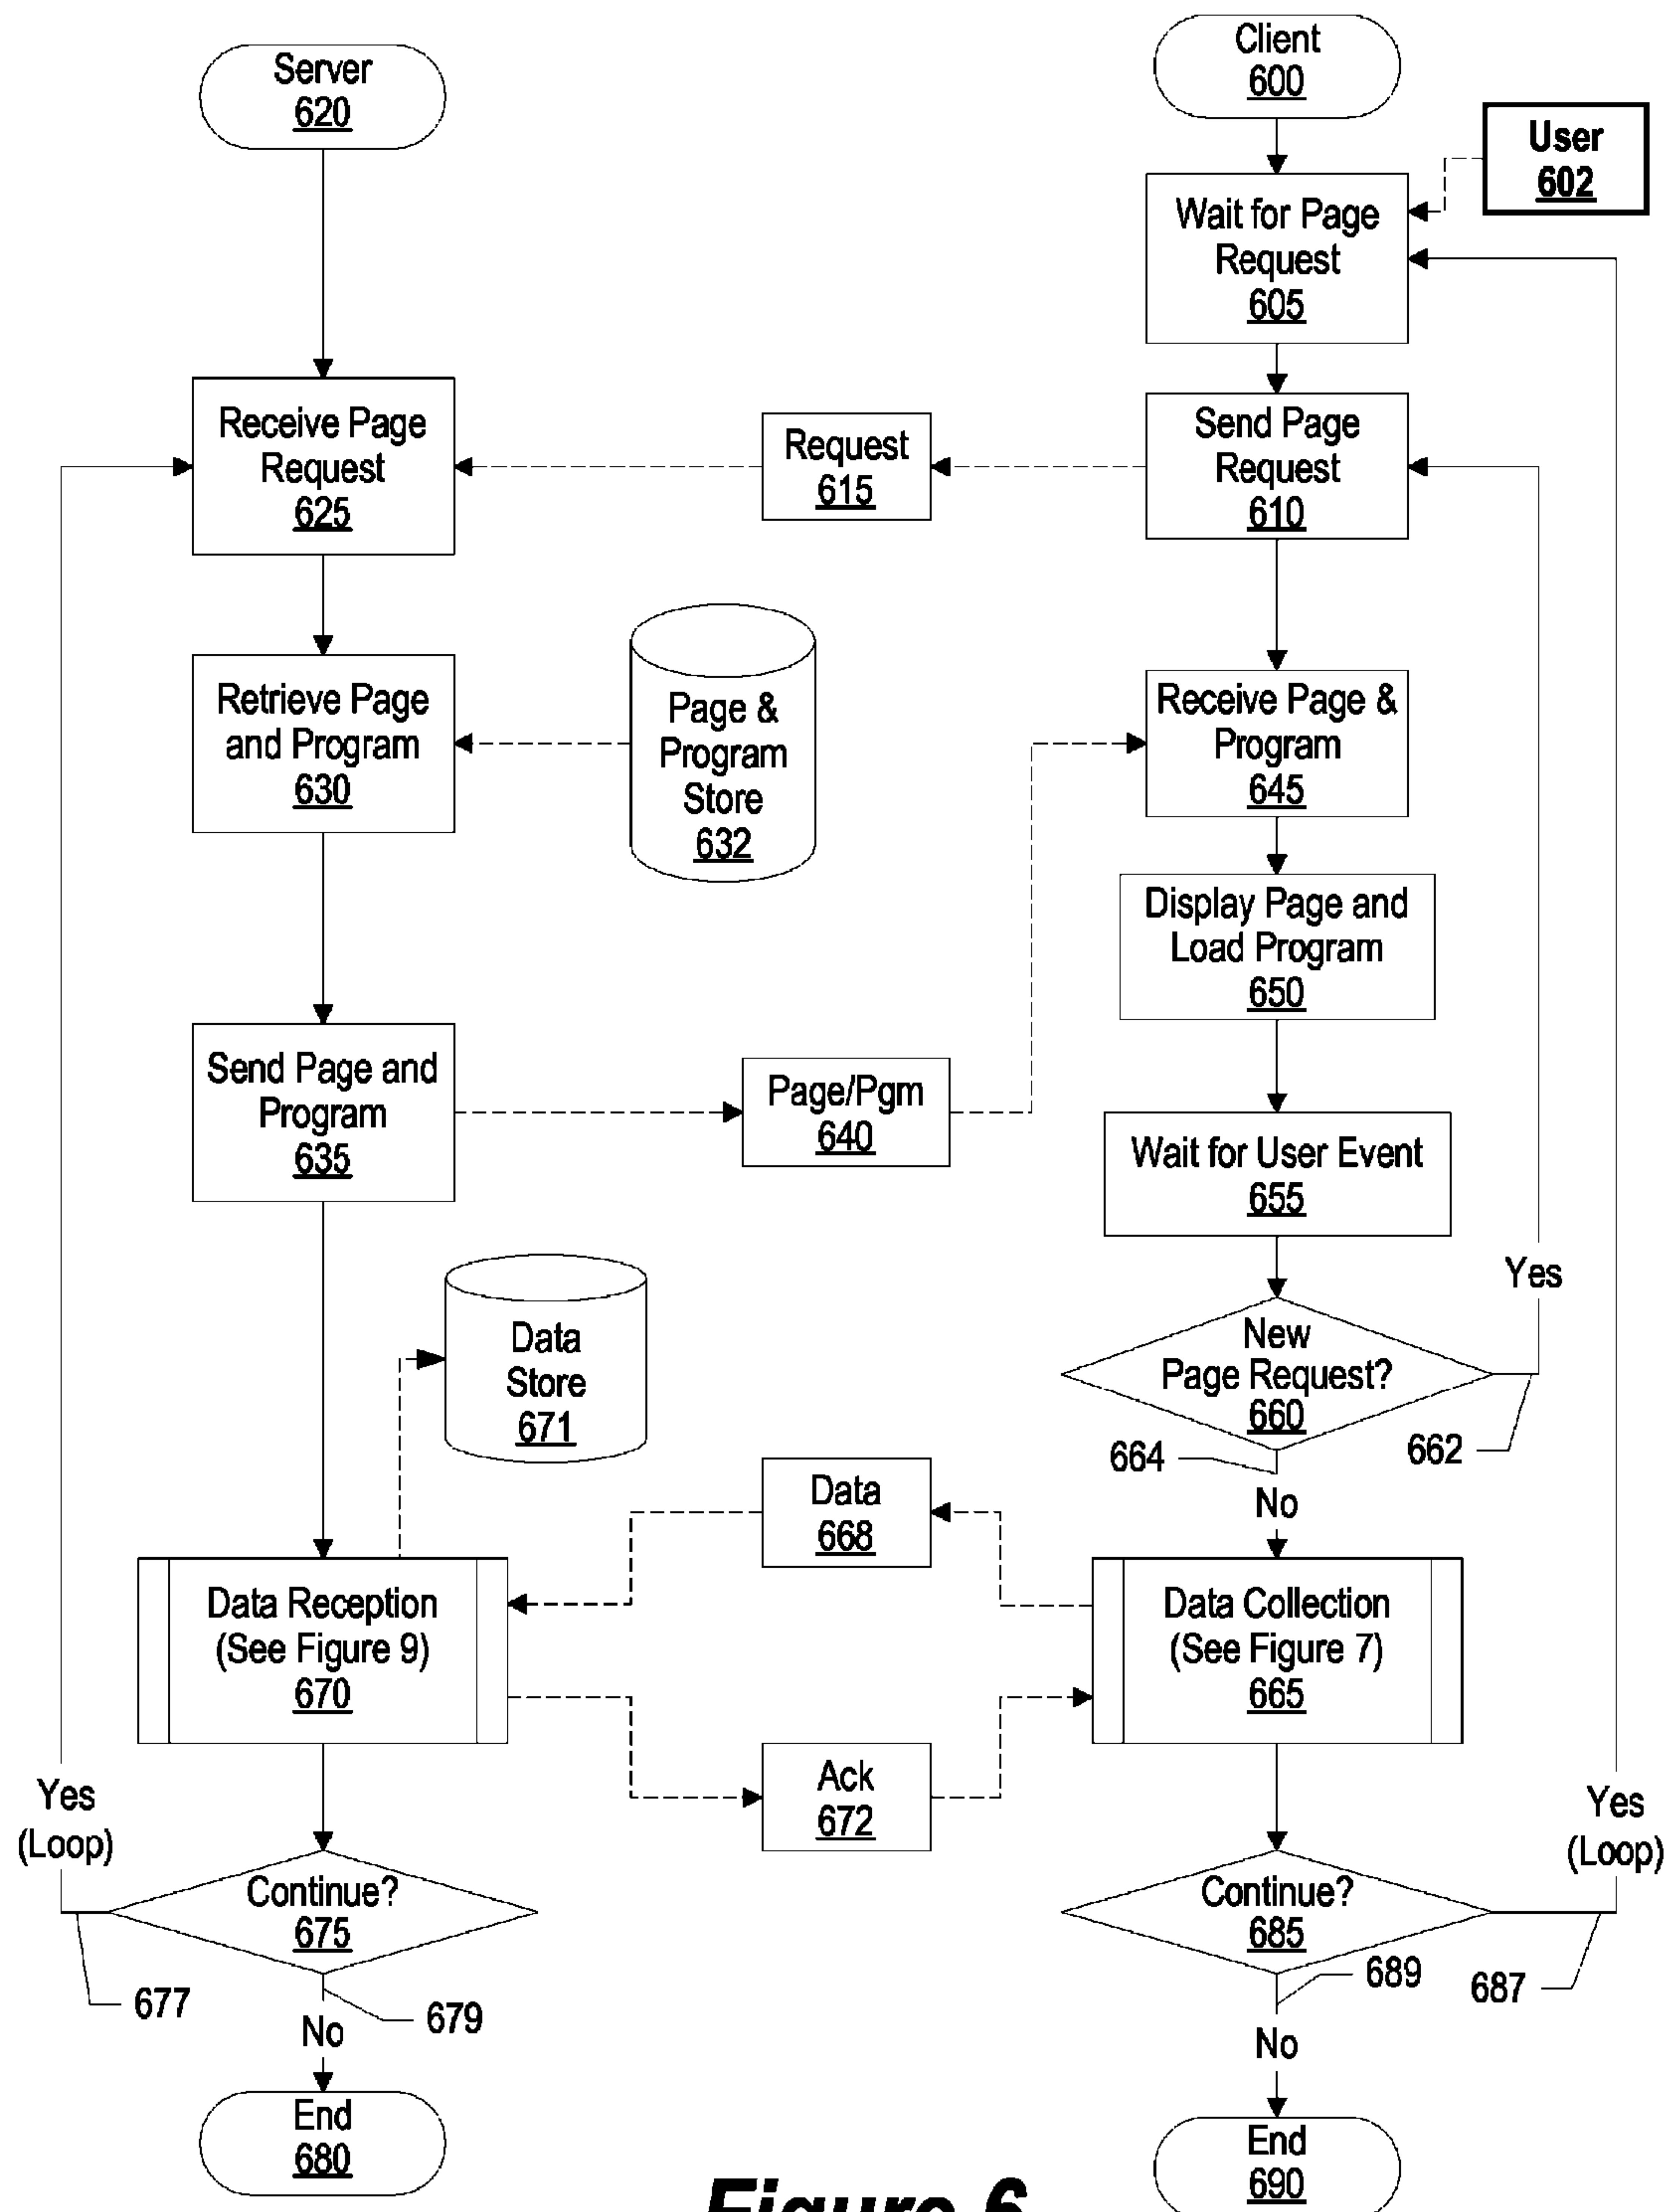 Server
620
Client
600
User
602
Wait for Page
Request
605
Receive Page
Request
625
Request
615
Send Page
Request
610
Retrieve Page
and Program
630
Page &
Program
Store
632
Receive Page &
Program
645
Display Page and
Load Program
650
Send Page and
Program
635
Page/Pgm
640
Wait for User Event
655
Yes
Data
Store
671
New
Page Request?
660
664
662
No
Data
668
Data Reception
(See Figure 9)
670
Data Collection
(See Figure 7)
665
Ack
672
Yes
(Loop)
Yes
(Loop)
Continue?
675
Continue?
685
677
679
689
687
No
No
End
680
End
690
Figure 6